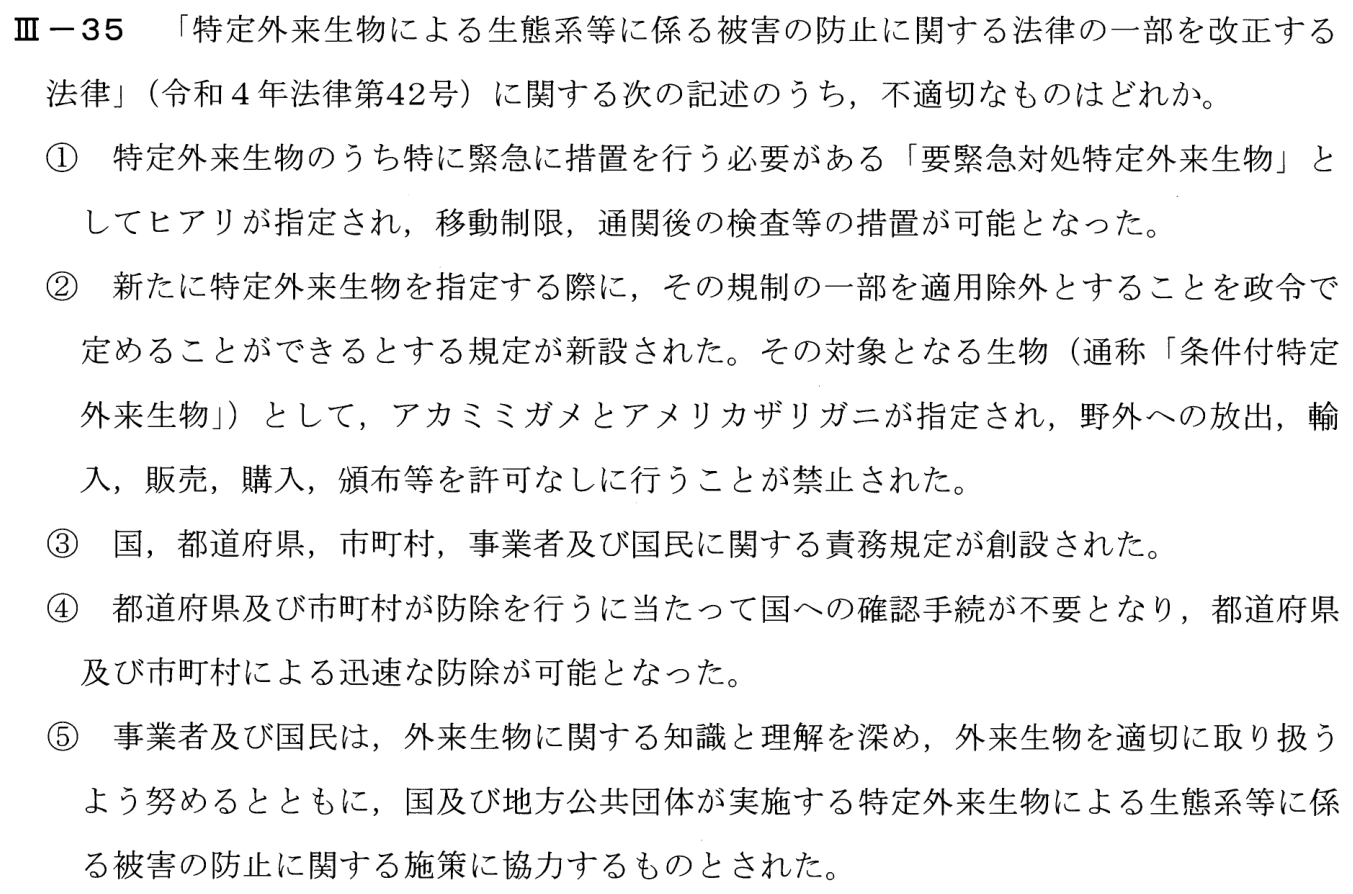 Ⅲ－35　「特定外来生物による生態系等に係る被害の防止に関する法律の一部を改正する
法律」（令和４年法律第42号）に関する次の記述のうち，不適切なものはどれか。
①　特定外来生物のうち特に緊急に措置を行う必要がある「要緊急対処特定外来生物」と
してヒアリが指定され，移動制限，通関後の検査等の措置が可能となった。
②　新たに特定外来生物を指定する際に，その規制の一部を適用除外とすることを政令で
定めることができるとする規定が新設された。その対象となる生物（通称「条件付特定
外来生物」）として，アカミミガメとアメリカザリガニが指定され，野外への放出，輸
入，販売，購入，頒布等を許可なしに行うことが禁止された。
③　国，都道府県，市町村，事業者及び国民に関する責務規定が創設された。
④　都道府県及び市町村が防除を行うに当たって国への確認手続が不要となり，都道府県
及び市町村による迅速な防除が可能となった。
⑤　事業者及び国民は，外来生物に関する知識と理解を深め，外来生物を適切に取り扱う
よう努めるとともに，国及び地方公共団体が実施する特定外来生物による生態系等に係
る被害の防止に関する施策に協力するものとされた。